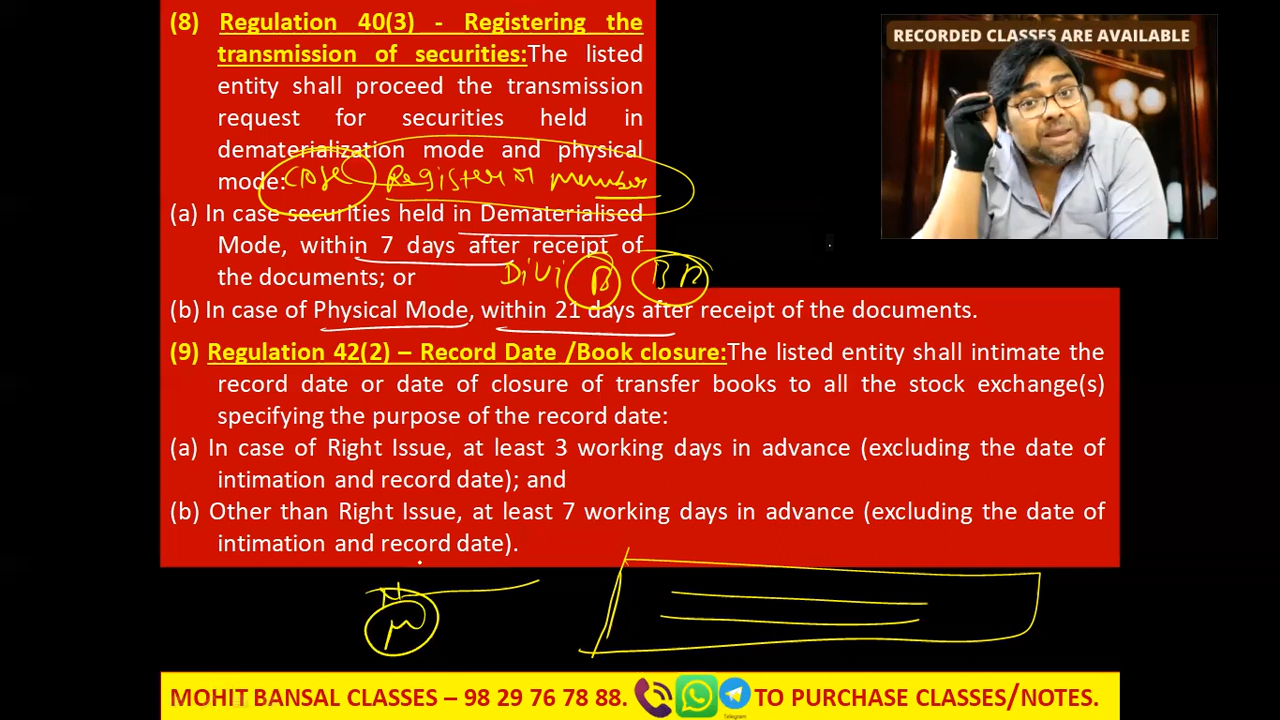 RECORDED CLASSES ARE AVAILABLE
(8) Regulation 40(3) - Registering the
transmission of securities:The listed
entity shall proceed the transmission
request for securities held in
dematerialization mode and physical
mode:
close Register of member
(a) In case securities held in Dematerialised
Mode, within 7 days after receipt of
the documents; or
Divi B BR
(b) In case of Physical Mode, within 21 days after receipt of the documents.
(9) Regulation 42(2) – Record Date /Book closure:The listed entity shall intimate the
record date or date of closure of transfer books to all the stock exchange(s)
specifying the purpose of the record date:
(a) In case of Right Issue, at least 3 working days in advance (excluding the date of
intimation and record date); and
(b) Other than Right Issue, at least 7 working days in advance (excluding the date of
intimation and record date).
MOHIT BANSAL CLASSES – 98 29 76 78 88.
TO PURCHASE CLASSES/NOTES.
Telegram